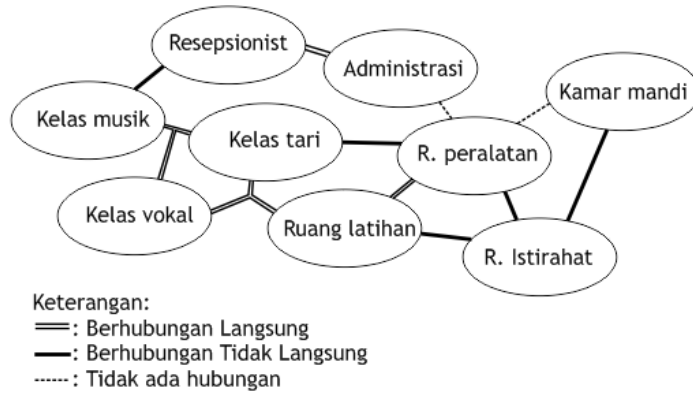 Resepsionist
Administrasi
Kamar mandi
Kelas musik
Kelas tari
R. peralatan
Kelas vokal
Ruang latihan
R. Istirahat
Keterangan:
: Berhubungan Langsung
: Berhubungan Tidak Langsung
: Tidak ada hubungan